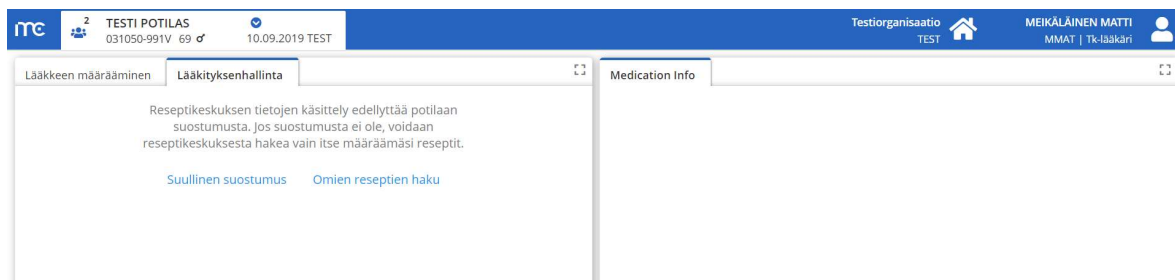 mc
2
TESTI POTILAS
031050-991V 69 ♂
10.09.2019 TEST
Testiorganisaatio
TEST
MEIKÄLÄINEN MATTI
MMAT | Tk-lääkäri
Lääkkeen määrääminen
Lääkityksenhallinta
Medication Info
Reseptikeskuksen tietojen käsittely edellyttää potilaan
suostumusta. Jos suostumusta ei ole, voidaan
reseptikeskuksesta hakea vain itse määräämäsi reseptit.
Suullinen suostumus Omien reseptien haku